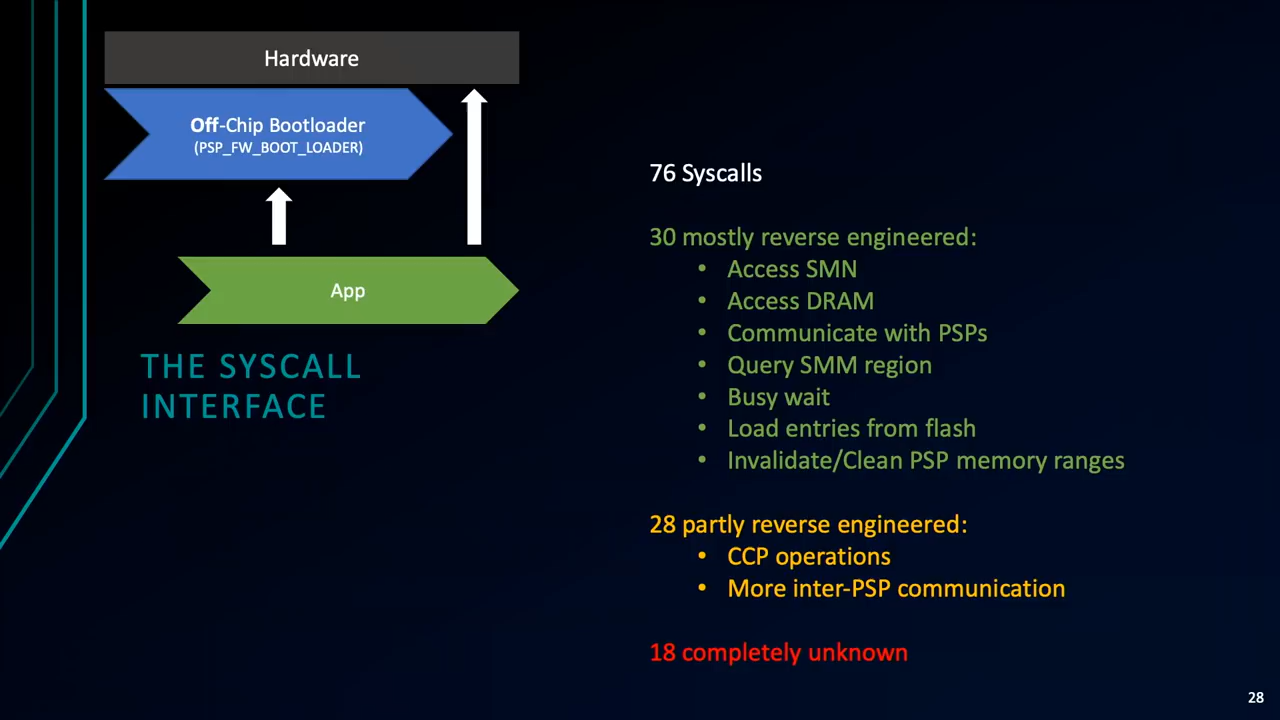 Hardware
Off-Chip Bootloader
(PSP_FW_BOOT_LOADER)
App
THE SYSCALL
INTERFACE
76 Syscalls
30 mostly reverse engineered:
• Access SMN
• Access DRAM
• Communicate with PSPs
• Query SMM region
• Busy wait
• Load entries from flash
• Invalidate/Clean PSP memory ranges
28 partly reverse engineered:
• CCP operations
• More inter-PSP communication
18 completely unknown
28